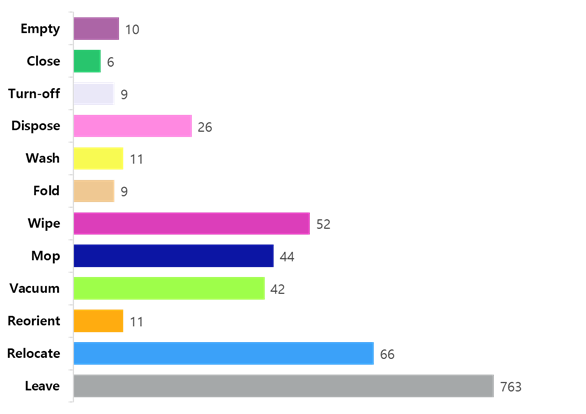 Empty 10
Close 6
Turn-off 9
Dispose 26
Wash 11
Fold 9
Wipe 52
Mop 44
Vacuum 42
Reorient 11
Relocate 66
Leave 763